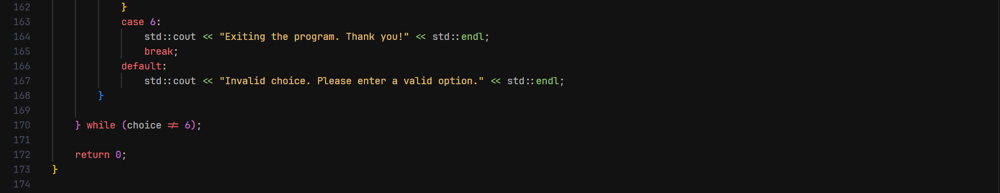 162                }
163                case 6:
164                    std::cout << "Exiting the program. Thank you!" << std::endl;
165                    break;
166                default:
167                    std::cout << "Invalid choice. Please enter a valid option." << std::endl;
168            }
169
170        } while (choice != 6);
171
172        return 0;
173    }
174